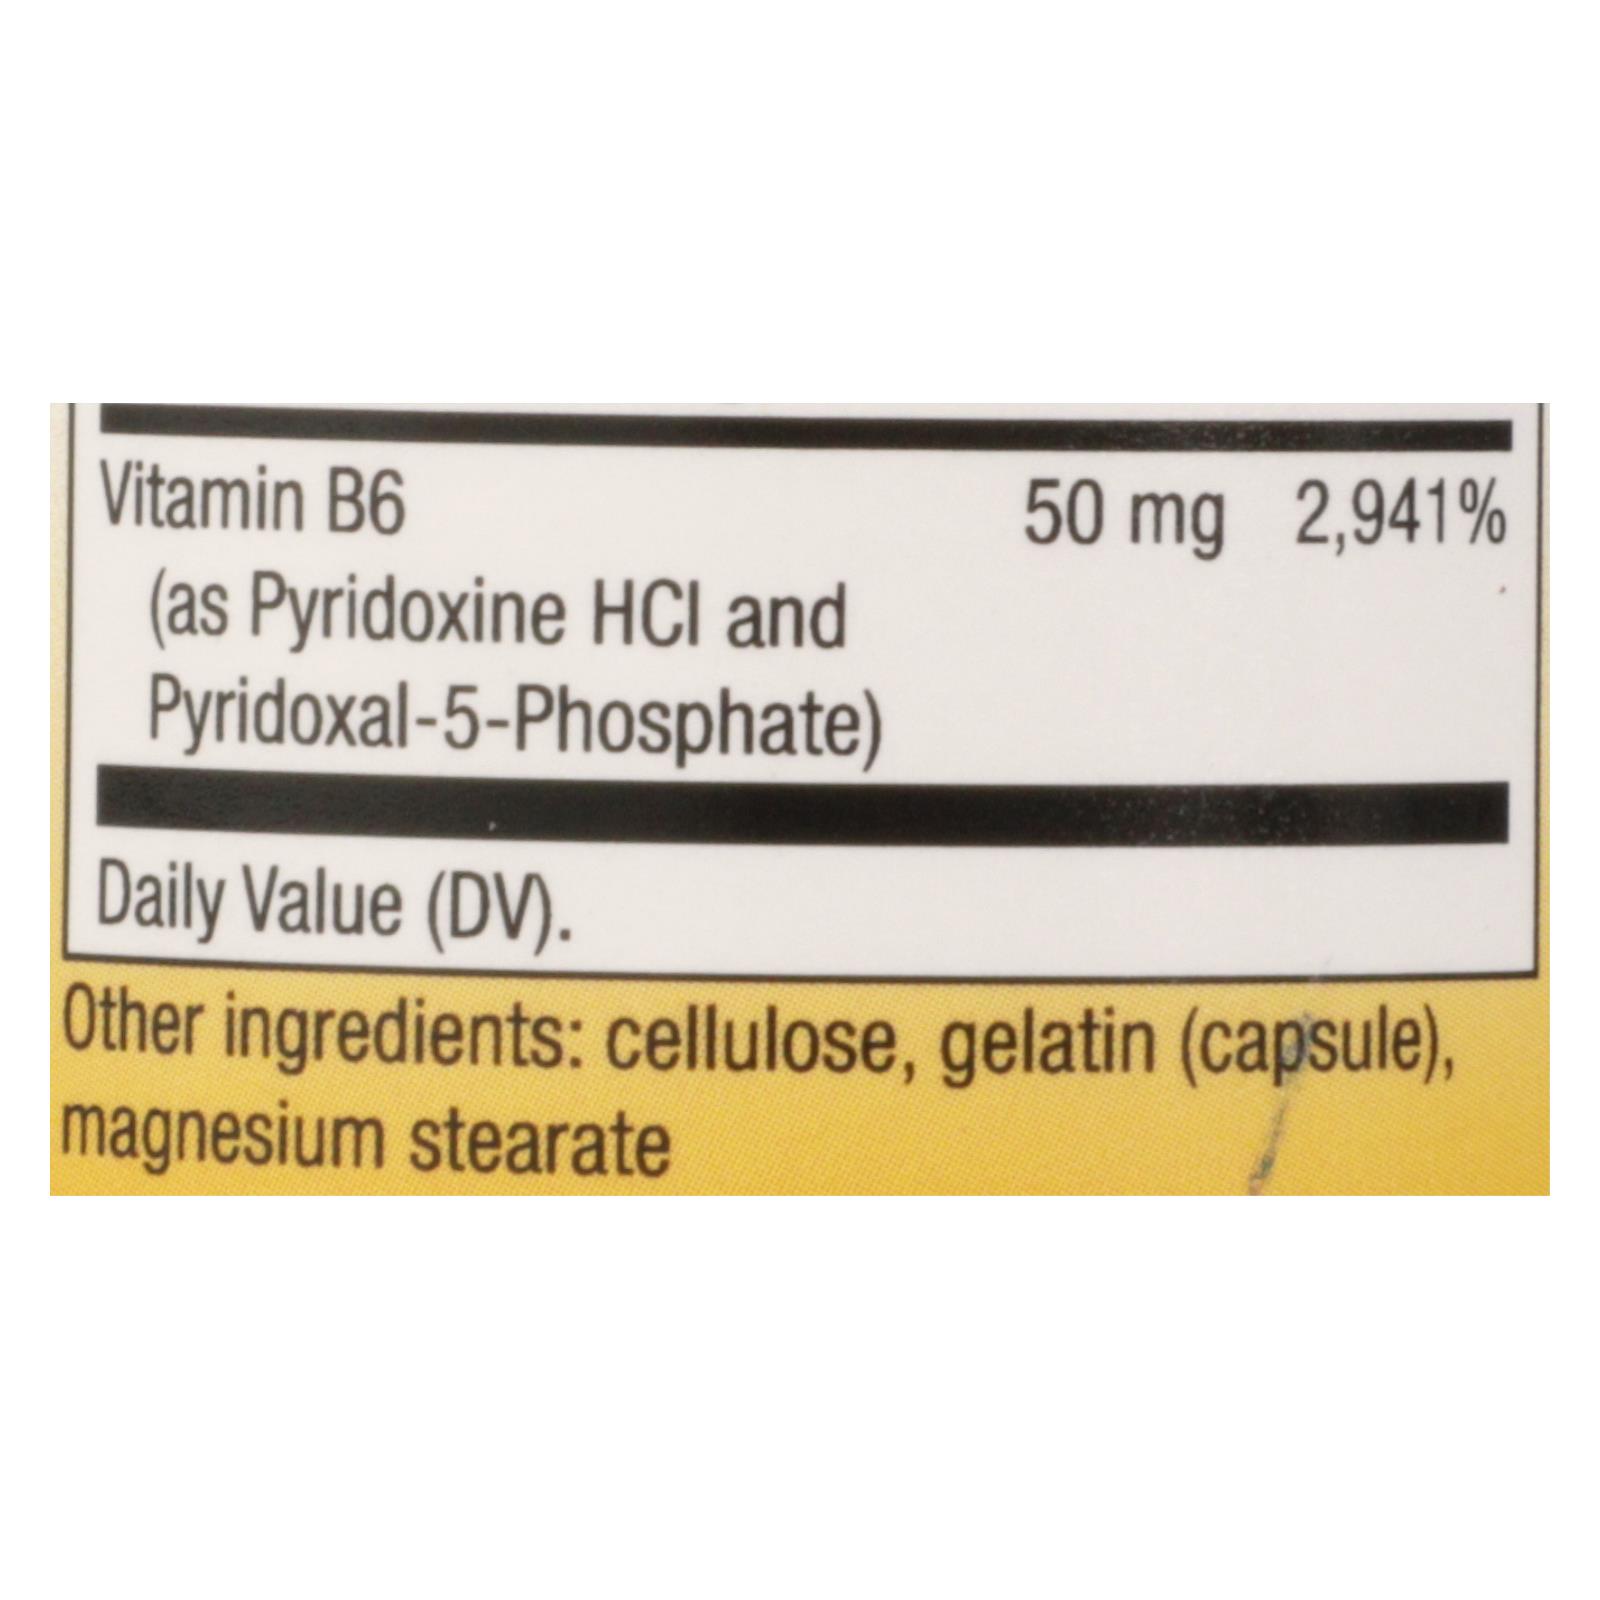 Vitamin B6 50 mg 2,941%
(as Pyridoxine HCl and
Pyridoxal-5-Phosphate)
Daily Value (DV).
Other ingredients: cellulose, gelatin (capsule),
magnesium stearate